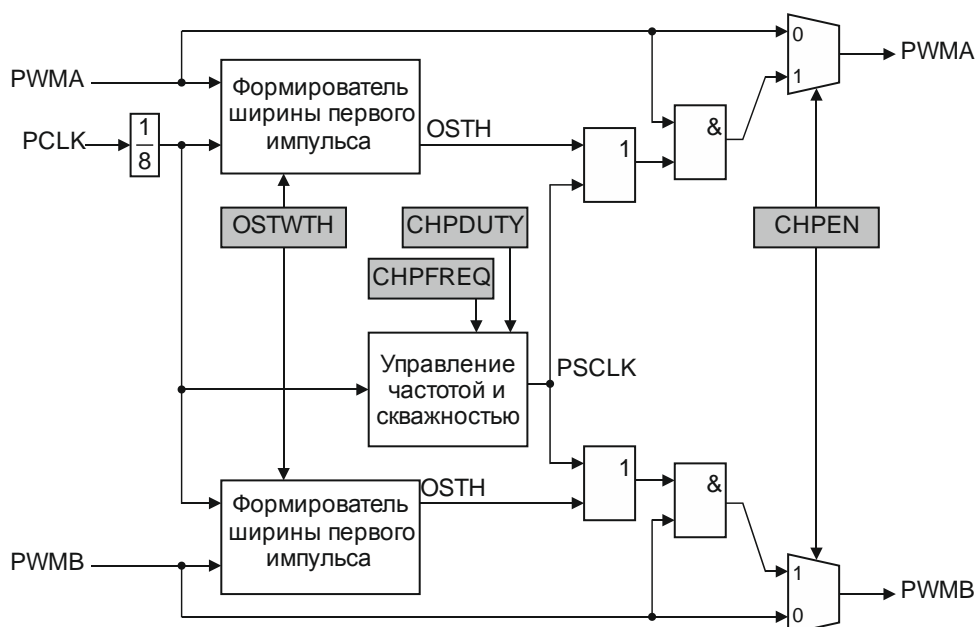 0
PWMA
PWMA
Формирователь
ширины первого
импульса
1
&
PCLK
1
8
OSTH
1
OSTWTH
CHPDUTY
CHPEN
CHPFREQ
Управление
частотой и
скважностью
PSCLK
OSTH
1
&
Формирователь
ширины первого
импульса
PWMB
1
PWMB
0